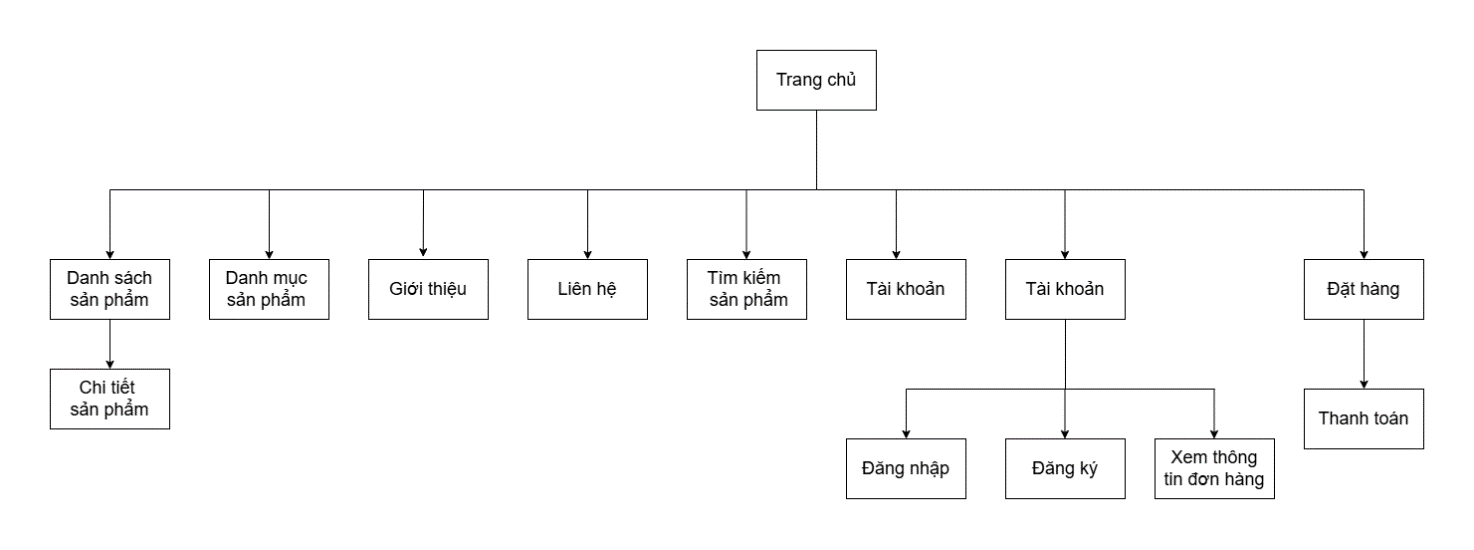 Trang chủ
Danh sách
sản phẩm
Danh mục
sản phẩm
Giới thiệu
Liên hệ
Tìm kiếm
sản phẩm
Tài khoản
Tài khoản
Đặt hàng
Chi tiết
sản phẩm
Thanh toán
Đăng nhập
Đăng ký
Xem thông
tin đơn hàng